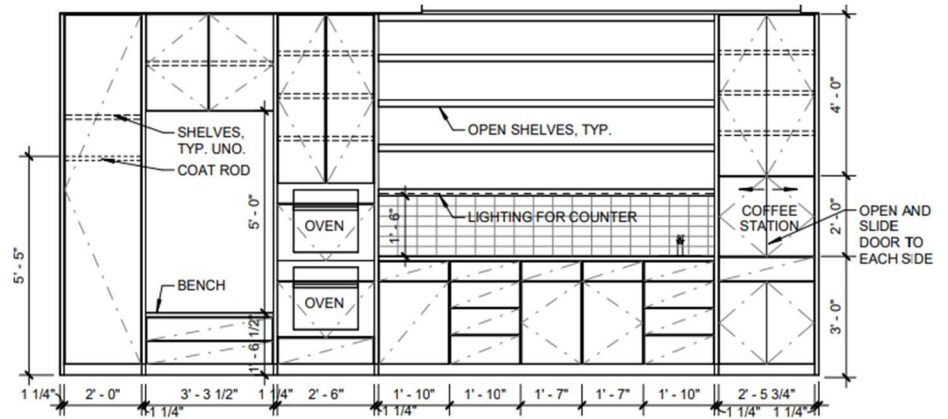 SHELVES,
TYP. UNO.
COAT ROD
OPEN SHELVES, TYP.
LIGHTING FOR COUNTER
COFFEE
STATION
OPEN AND
SLIDE
DOOR TO
EACH SIDE
OVEN
OVEN
BENCH
5' - 5"
5' - 0"
1' - 6 1/2"
1' - 6"
4' - 0"
2' - 0"
3' - 0"
1 1/4" 2' - 0" 3' - 3 1/2" 1 1/4" 2' - 6" 1' - 10" 1' - 10" 1' - 7" 1' - 7" 1' - 10" 2' - 5 3/4"
1 1/4" 1 1/4" 1 1/4" 1 1/4"